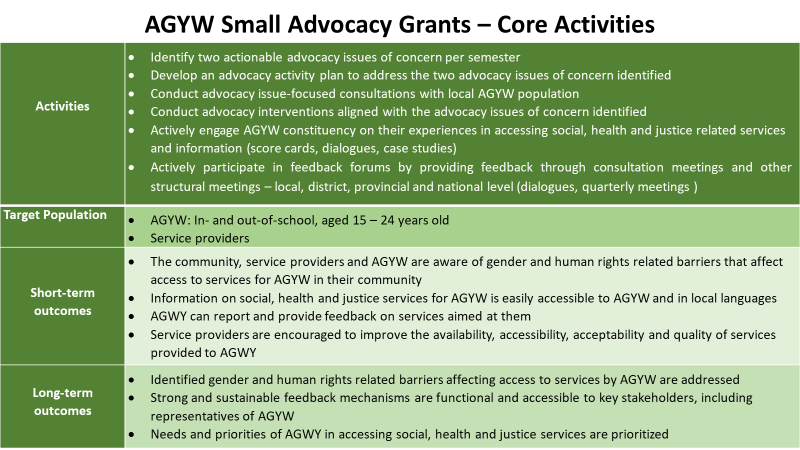 AGYW Small Advocacy Grants – Core Activities
Activities
• Identify two actionable advocacy issues of concern per semester
• Develop an advocacy activity plan to address the two advocacy issues of concern identified
• Conduct advocacy issue-focused consultations with local AGYW population
• Conduct advocacy interventions aligned with the advocacy issues of concern identified
• Actively engage AGYW constituency on their experiences in accessing social, health and justice related services
and information (score cards, dialogues, case studies)
• Actively participate in feedback forums by providing feedback through consultation meetings and other
structural meetings – local, district, provincial and national level (dialogues, quarterly meetings )
Target Population
• AGYW: In- and out-of-school, aged 15 – 24 years old
• Service providers
Short-term
outcomes
• The community, service providers and AGYW are aware of gender and human rights related barriers that affect
access to services for AGYW in their community
• Information on social, health and justice services for AGYW is easily accessible to AGYW and in local languages
• AGWY can report and provide feedback on services aimed at them
• Service providers are encouraged to improve the availability, accessibility, acceptability and quality of services
provided to AGWY
Long-term
outcomes
• Identified gender and human rights related barriers affecting access to services by AGYW are addressed
• Strong and sustainable feedback mechanisms are functional and accessible to key stakeholders, including
representatives of AGYW
• Needs and priorities of AGWY in accessing social, health and justice services are prioritized